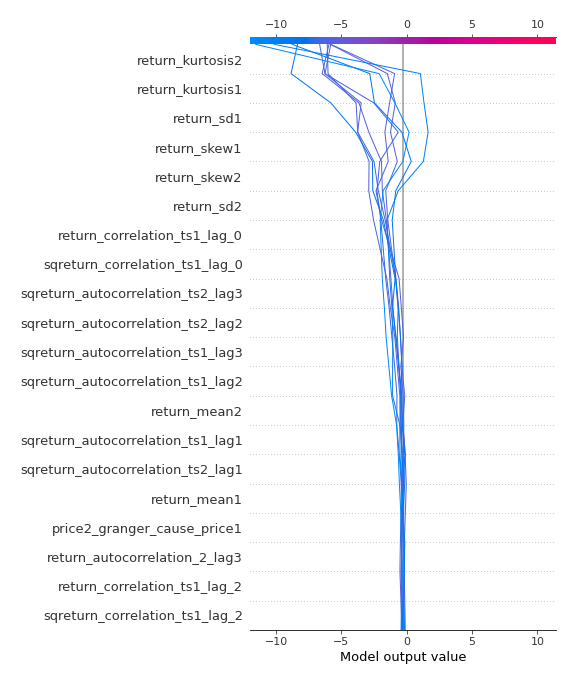 −10 −5 0 5 10
return_kurtosis2
return_kurtosis1
return_sd1
return_skew1
return_skew2
return_sd2
return_correlation_ts1_lag_0
sqreturn_correlation_ts1_lag_0
sqreturn_autocorrelation_ts2_lag3
sqreturn_autocorrelation_ts2_lag2
sqreturn_autocorrelation_ts1_lag3
sqreturn_autocorrelation_ts1_lag2
return_mean2
sqreturn_autocorrelation_ts1_lag1
sqreturn_autocorrelation_ts2_lag1
return_mean1
price2_granger_cause_price1
return_autocorrelation_2_lag3
return_correlation_ts1_lag_2
sqreturn_correlation_ts1_lag_2
−10 −5 0 5 10
Model output value